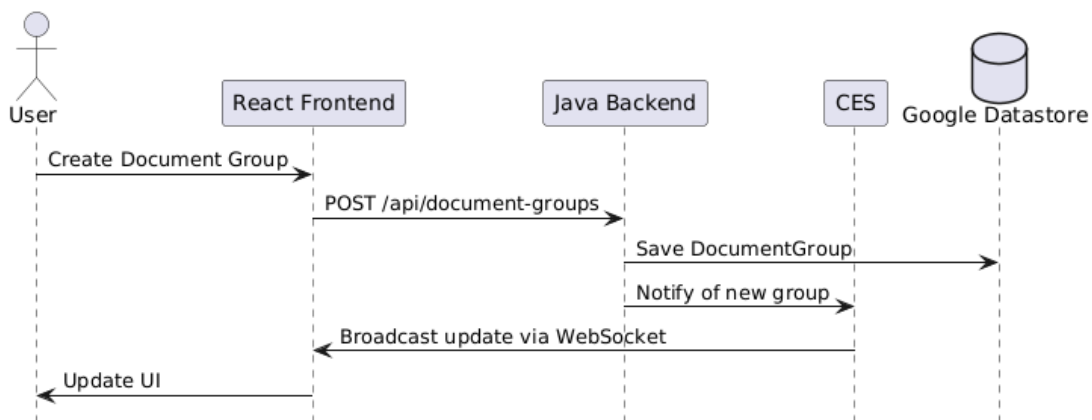 User
React Frontend
Java Backend
CES
Google Datastore
Create Document Group
POST /api/document-groups
Save DocumentGroup
Notify of new group
Broadcast update via WebSocket
Update UI